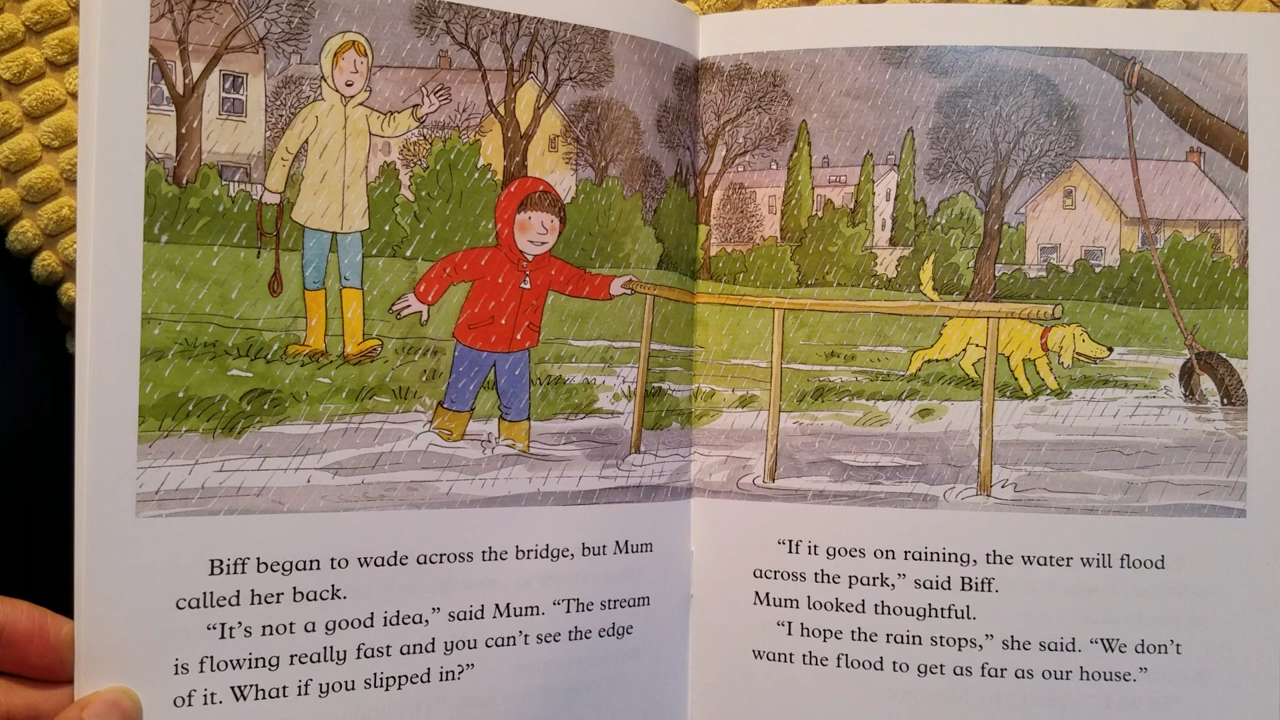 Biff began to wade across the bridge, but Mum
called her back.
“It’s not a good idea,” said Mum. “The stream
is flowing really fast and you can’t see the edge
of it. What if you slipped in?”
“If it goes on raining, the water will flood
across the park,” said Biff.
Mum looked thoughtful.
“I hope the rain stops,” she said. “We don’t
want the flood to get as far as our house.”